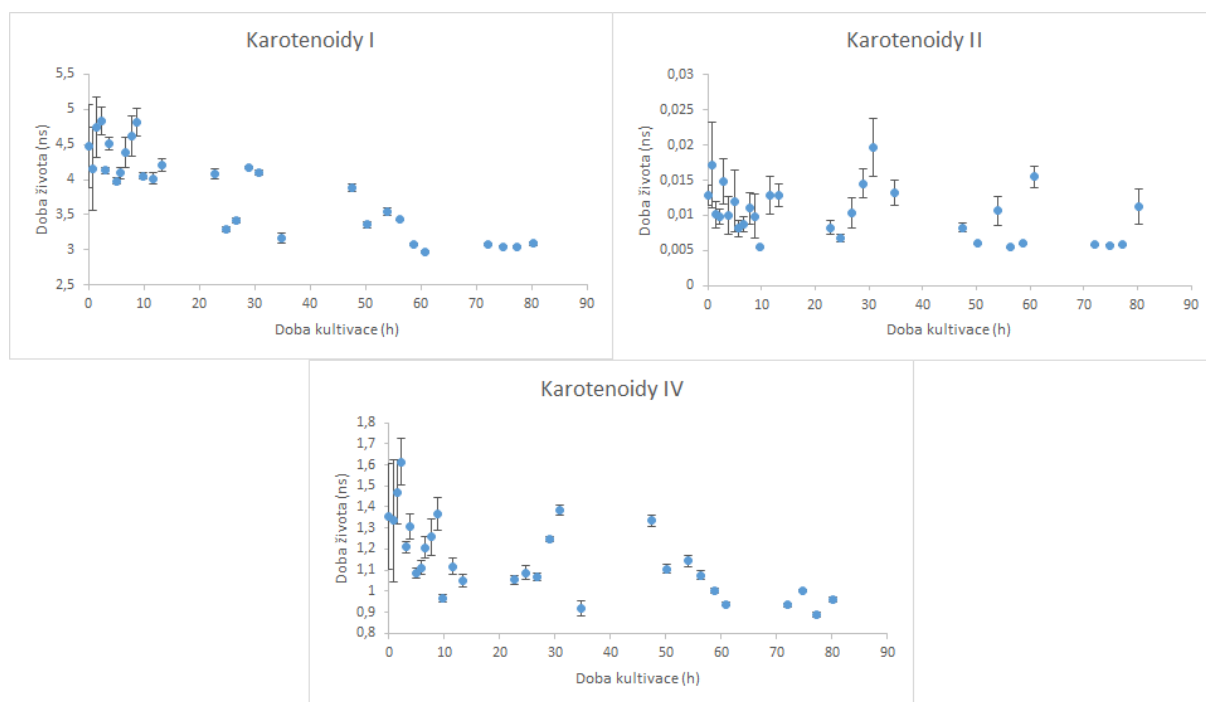 Karotenoidy I
5,5
5
4,5
4
3,5
3
2,5
Doba života (ns)
0 10 20 30 40 50 60 70 80 90
Doba kultivace (h)
Karotenoidy II
0,03
0,025
0,02
0,015
0,01
0,005
0
Doba života (ns)
0 10 20 30 40 50 60 70 80 90
Doba kultivace (h)
Karotenoidy IV
1,8
1,7
1,6
1,5
1,4
1,3
1,2
1,1
1
0,9
0,8
Doba života (ns)
0 10 20 30 40 50 60 70 80 90
Doba kultivace (h)